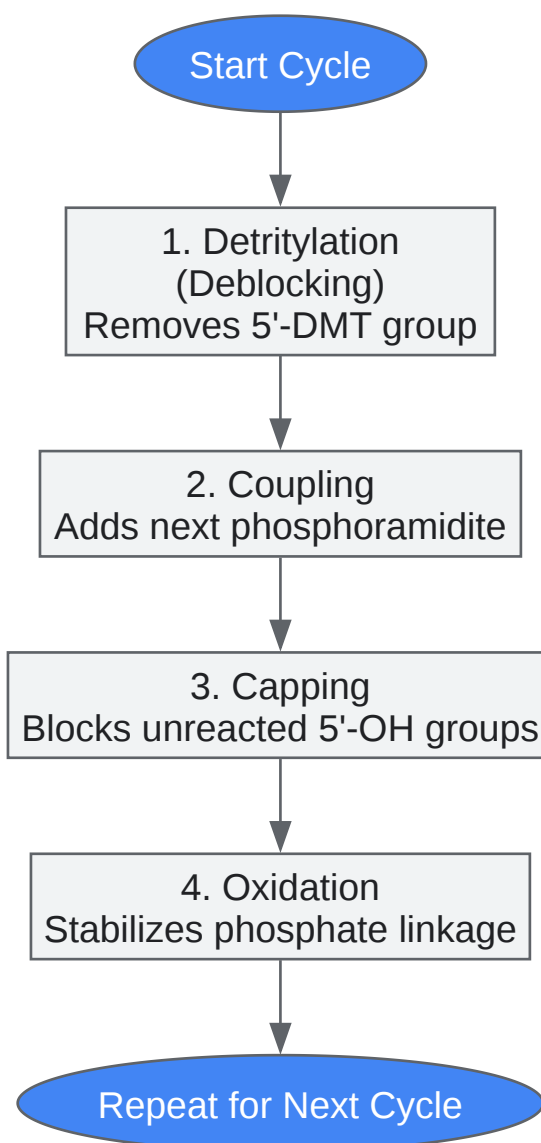 Start Cycle
1. Detritylation
(Deblocking)
Removes 5'-DMT group
2. Coupling
Adds next phosphoramidite
3. Capping
Blocks unreacted 5'-OH groups
4. Oxidation
Stabilizes phosphate linkage
Repeat for Next Cycle